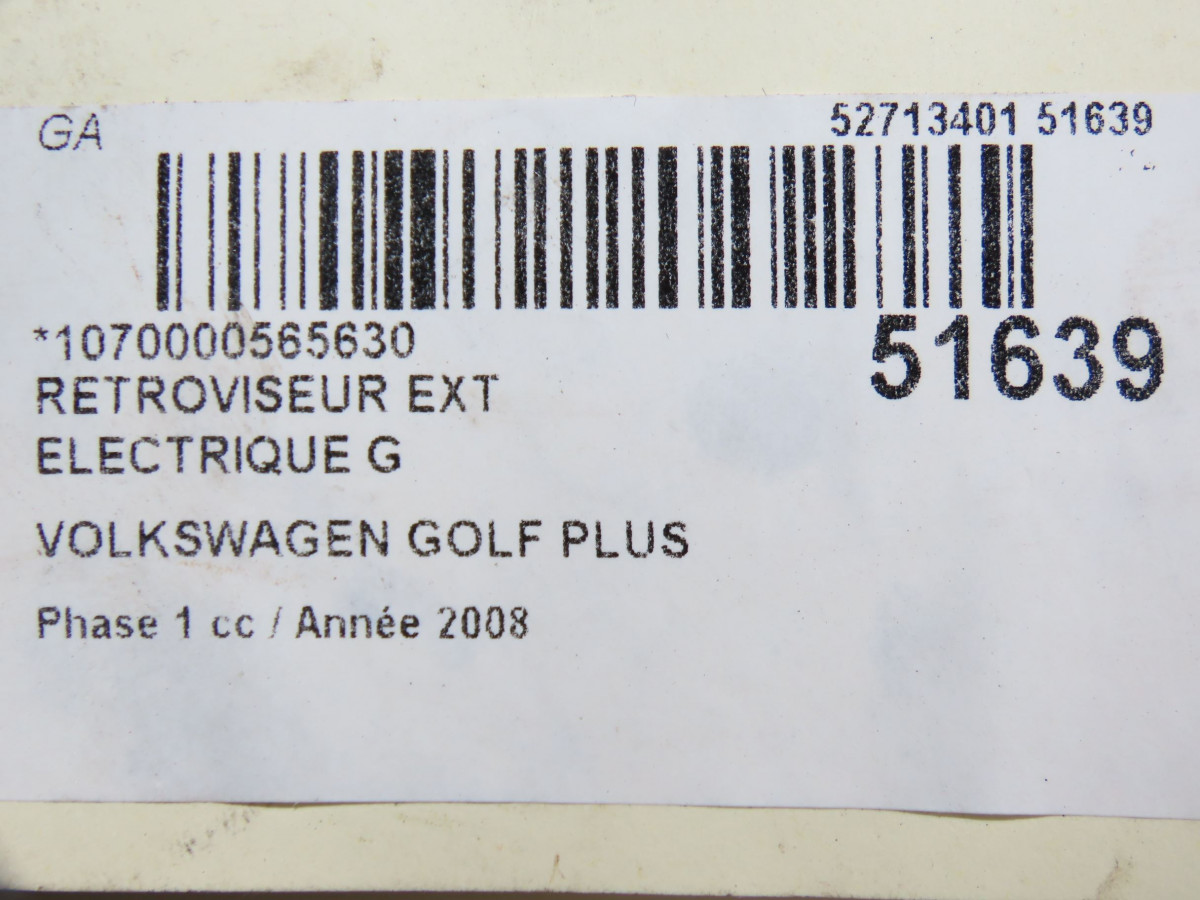 GA
52713401 51639
*1070000565630
51639
RETROVISEUR EXT
ELECTRIQUE G
VOLKSWAGEN GOLF PLUS
Phase 1 cc / Année 2008